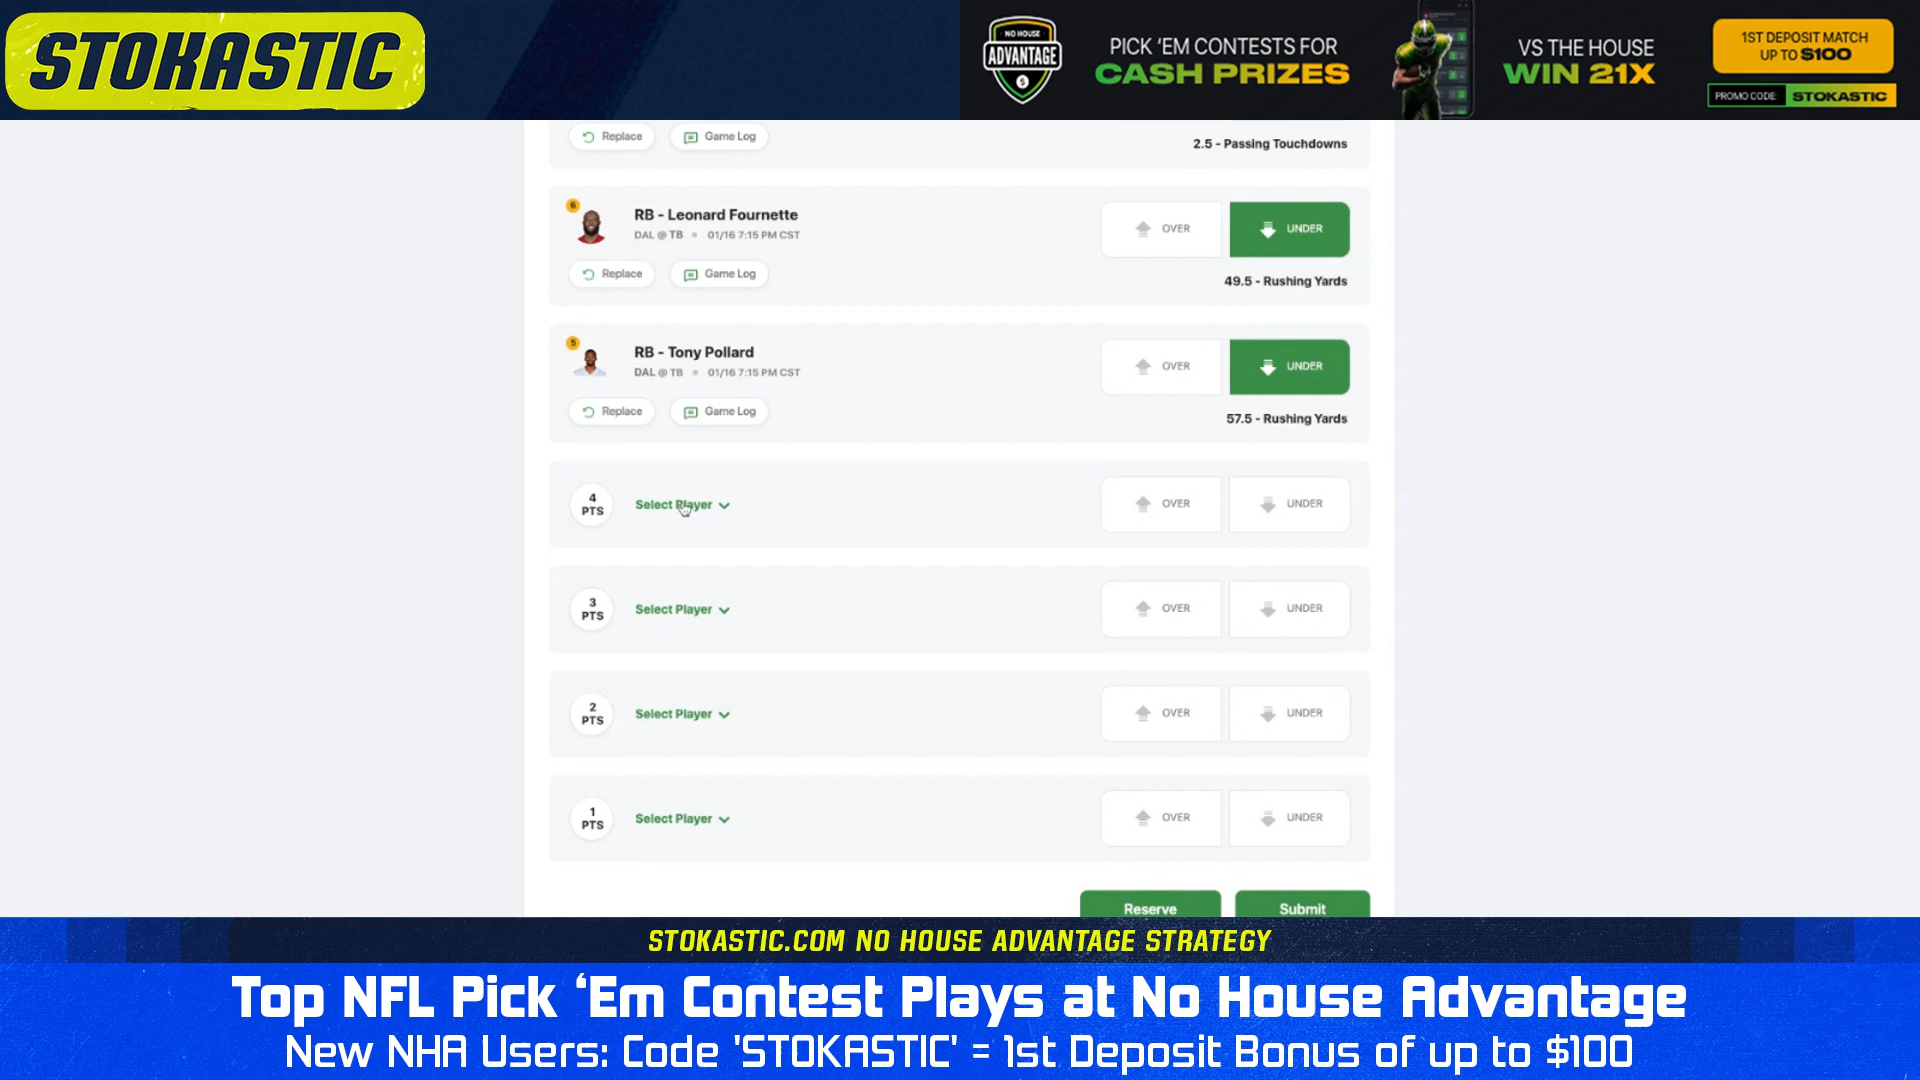 STOKASTIC
NO HOUSE
ADVANTAGE
PICK 'EM CONTESTS FOR
CASH PRIZES
VS THE HOUSE
WIN 21X
1ST DEPOSIT MATCH
UP TO $100
PROMO CODE: STOKASTIC
Replace Game Log
2.5 - Passing Touchdowns
6
RB - Leonard Fournette
DAL @ TB 01/16 7:15 PM CST
OVER UNDER
Replace Game Log
49.5 - Rushing Yards
5
RB - Tony Pollard
DAL @ TB 01/16 7:15 PM CST
OVER UNDER
Replace Game Log
57.5 - Rushing Yards
4
PTS
Select Player
OVER UNDER
3
PTS
Select Player
OVER UNDER
2
PTS
Select Player
OVER UNDER
1
PTS
Select Player
OVER UNDER
Reserve Submit
STOKASTIC.COM NO HOUSE ADVANTAGE STRATEGY
Top NFL Pick ‘Em Contest Plays at No House Advantage
New NHA Users: Code 'STOKASTIC' = 1st Deposit Bonus of up to $100